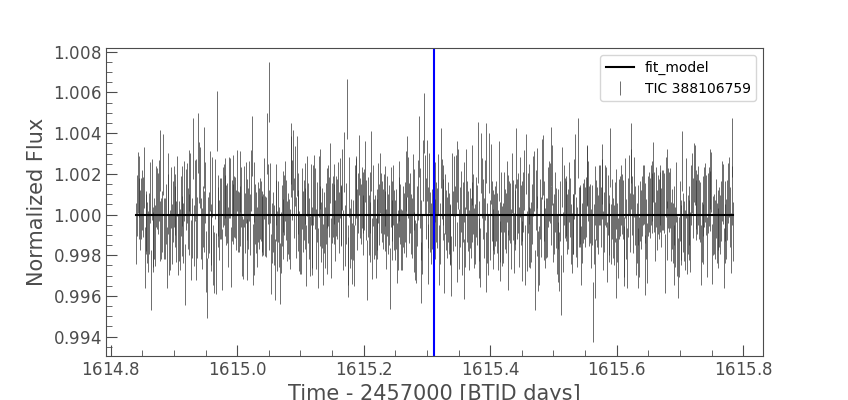 1.008
1.006
1.004
1.002
1.000
0.998
0.996
0.994
Normalized Flux
fit_model
TIC 388106759
1614.8 1615.0 1615.2 1615.4 1615.6 1615.8
Time - 2457000 [BTJD days]